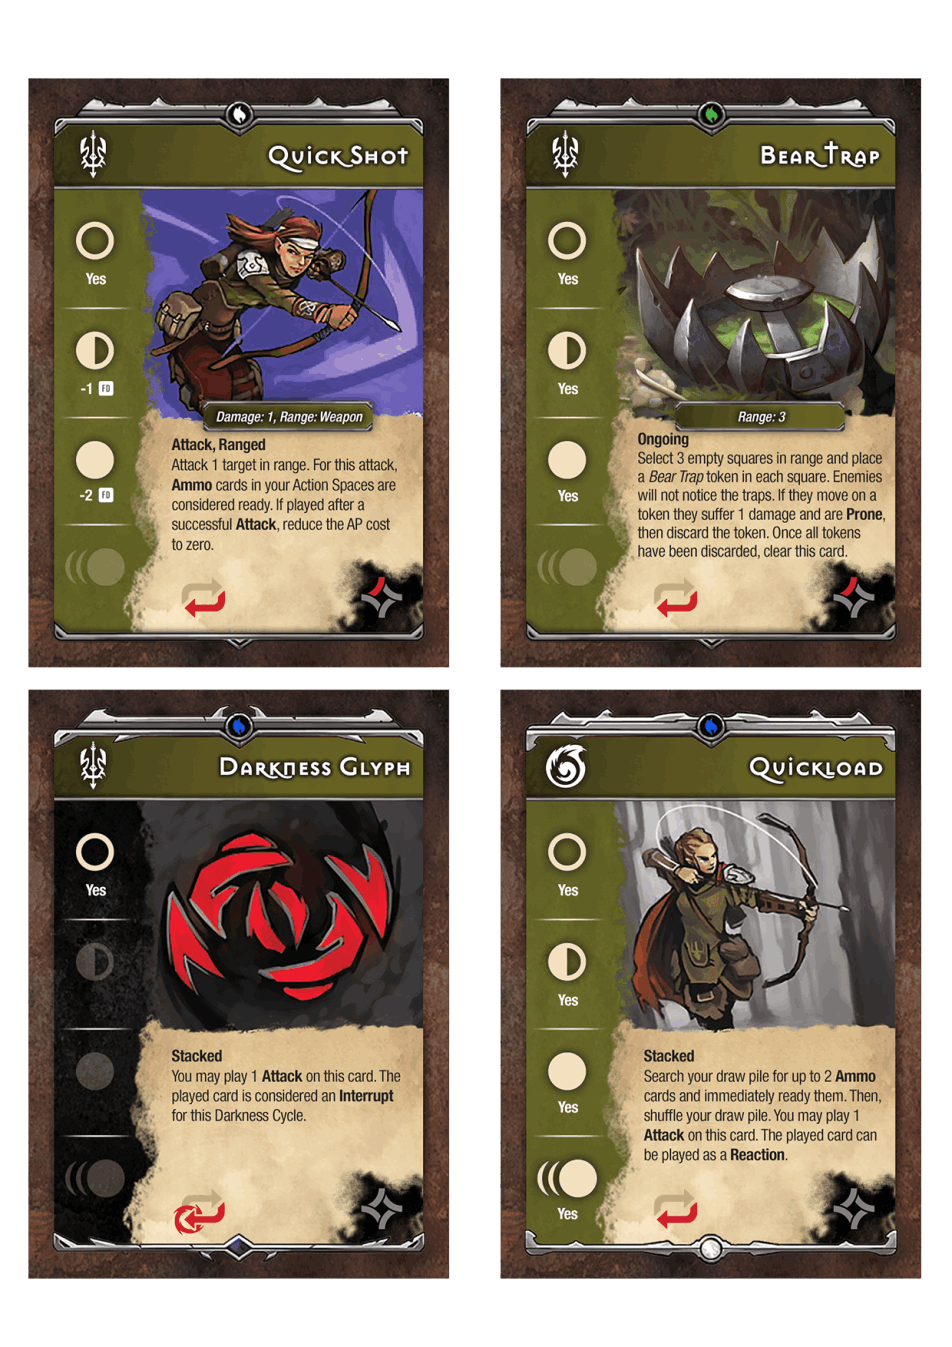 Quick Shot
Yes
-1 FD
-2 FD
Damage: 1, Range: Weapon
Attack, Ranged
Attack 1 target in range. For this attack,
Ammo cards in your Action Spaces are
considered ready. If played after a
successful Attack, reduce the AP cost
to zero.
Bear Trap
Yes
Yes
Yes
Range: 3
Ongoing
Select 3 empty squares in range and place
a Bear Trap token in each square. Enemies
will not notice the traps. If they move on a
token they suffer 1 damage and are Prone,
then discard the token. Once all tokens
have been discarded, clear this card.
Darkness Glyph
Yes
Stacked
You may play 1 Attack on this card. The
played card is considered an Interrupt
for this Darkness Cycle.
Quickload
Yes
Yes
Yes
Yes
Stacked
Search your draw pile for up to 2 Ammo
cards and immediately ready them. Then,
shuffle your draw pile. You may play 1
Attack on this card. The played card can
be played as a Reaction.